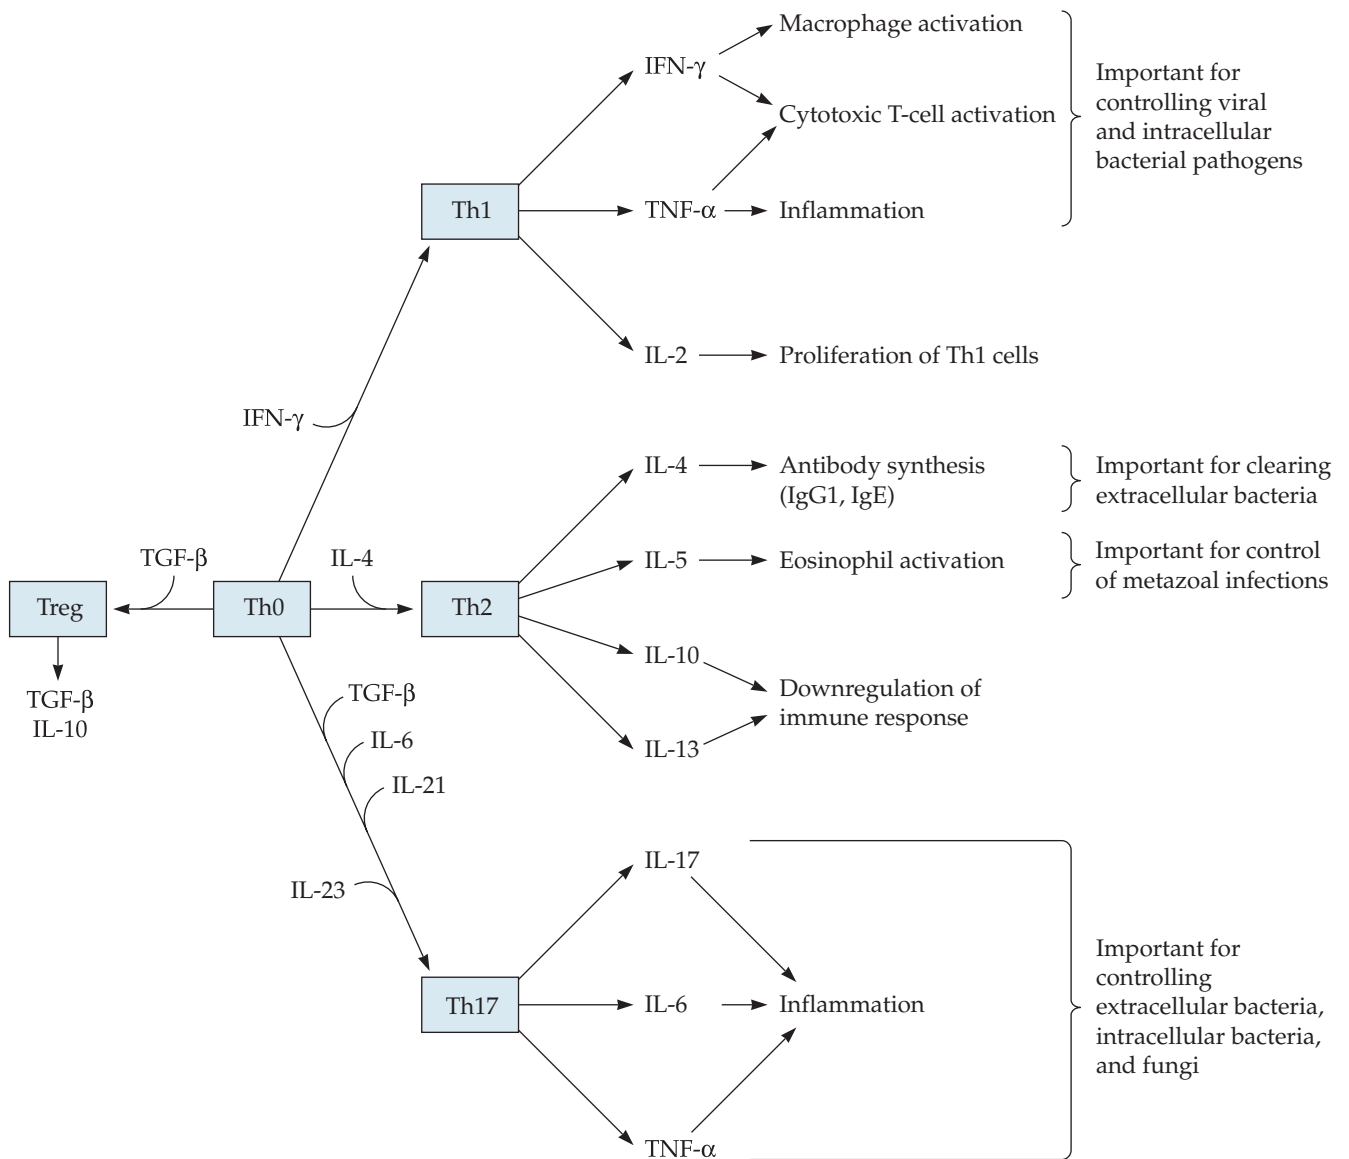 Macrophage activation
IFN-γ
Cytotoxic T-cell activation
Important for
controlling viral
and intracellular
bacterial pathogens
Th1
TNF-α
Inflammation
IL-2
Proliferation of Th1 cells
IFN-γ
IL-4
Antibody synthesis
(IgG1, IgE)
Important for clearing
extracellular bacteria
TGF-β
IL-4
IL-5
Eosinophil activation
Important for control
of metazoal infections
Treg
Th0
Th2
IL-10
TGF-β
IL-10
Downregulation of
immune response
IL-13
TGF-β
IL-6
IL-21
IL-23
IL-17
Th17
IL-6
Inflammation
Important for
controlling
extracellular bacteria,
intracellular bacteria,
and fungi
TNF-α